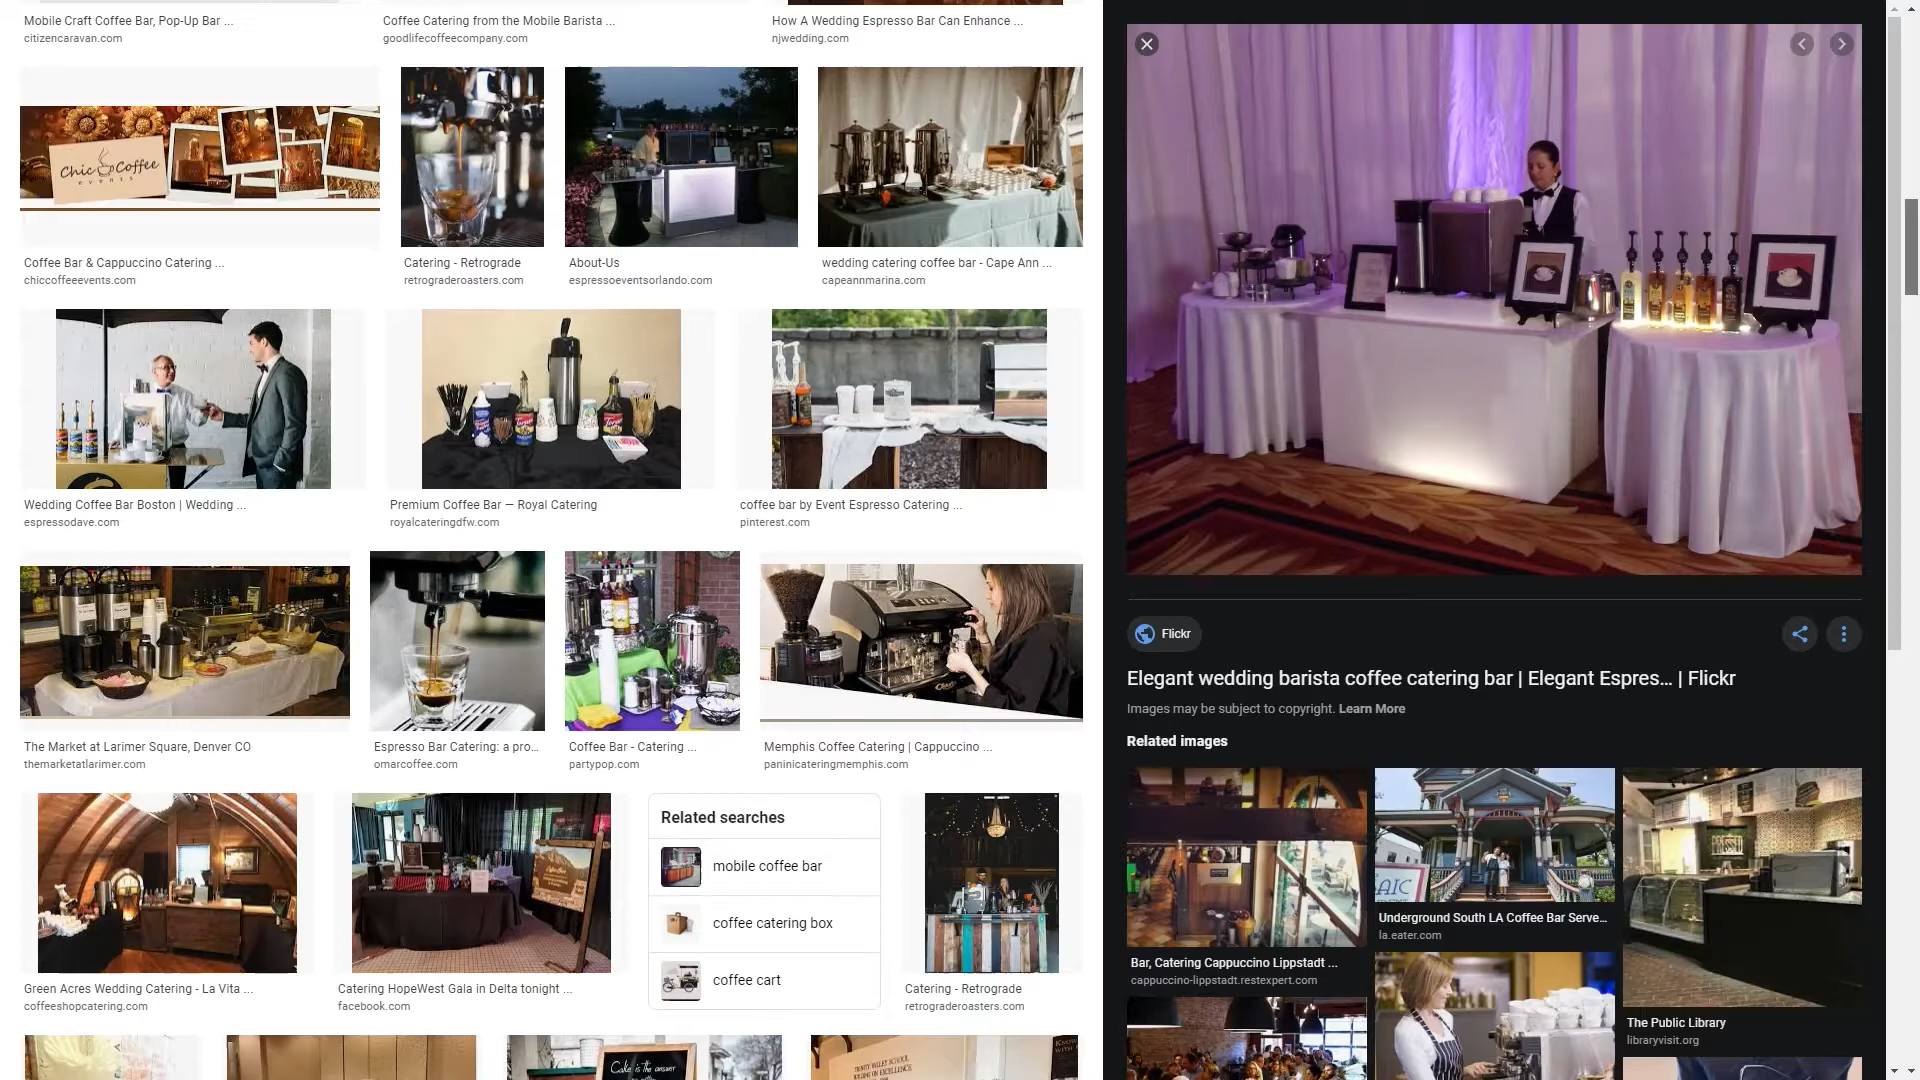 Mobile Craft Coffee Bar, Pop-Up Bar ...
citizencaravan.com
Coffee Catering from the Mobile Barista ...
goodlifecoffeecompany.com
How A Wedding Espresso Bar Can Enhance ...
njwedding.com
Chic Coffee
events
Coffee Bar & Cappuccino Catering ...
chiccoffeeevents.com
Catering - Retrograde
retrograderoasters.com
About-Us
espressoeventsorlando.com
wedding catering coffee bar - Cape Ann ...
capeannmarina.com
Wedding Coffee Bar Boston | Wedding ...
espressodave.com
Premium Coffee Bar — Royal Catering
royalcateringdfw.com
coffee bar by Event Espresso Catering ...
pinterest.com
The Market at Larimer Square, Denver CO
themarketatlarimer.com
Espresso Bar Catering: a pro...
omarcoffee.com
Coffee Bar - Catering ...
partypop.com
Memphis Coffee Catering | Cappuccino ...
paninicateringmemphis.com
Green Acres Wedding Catering - La Vita ...
coffeeshopcatering.com
Catering HopeWest Gala in Delta tonight ...
facebook.com
Related searches
mobile coffee bar
coffee catering box
coffee cart
Catering - Retrograde
retrograderoasters.com
Cake is the answer
Flickr
Elegant wedding barista coffee catering bar | Elegant Espres... | Flickr
Images may be subject to copyright. Learn More
Related images
Bar, Catering Cappuccino Lippstadt ...
cappuccino-lippstadt.restexpert.com
Underground South LA Coffee Bar Serve...
la.eater.com
The Public Library
libraryvisit.org